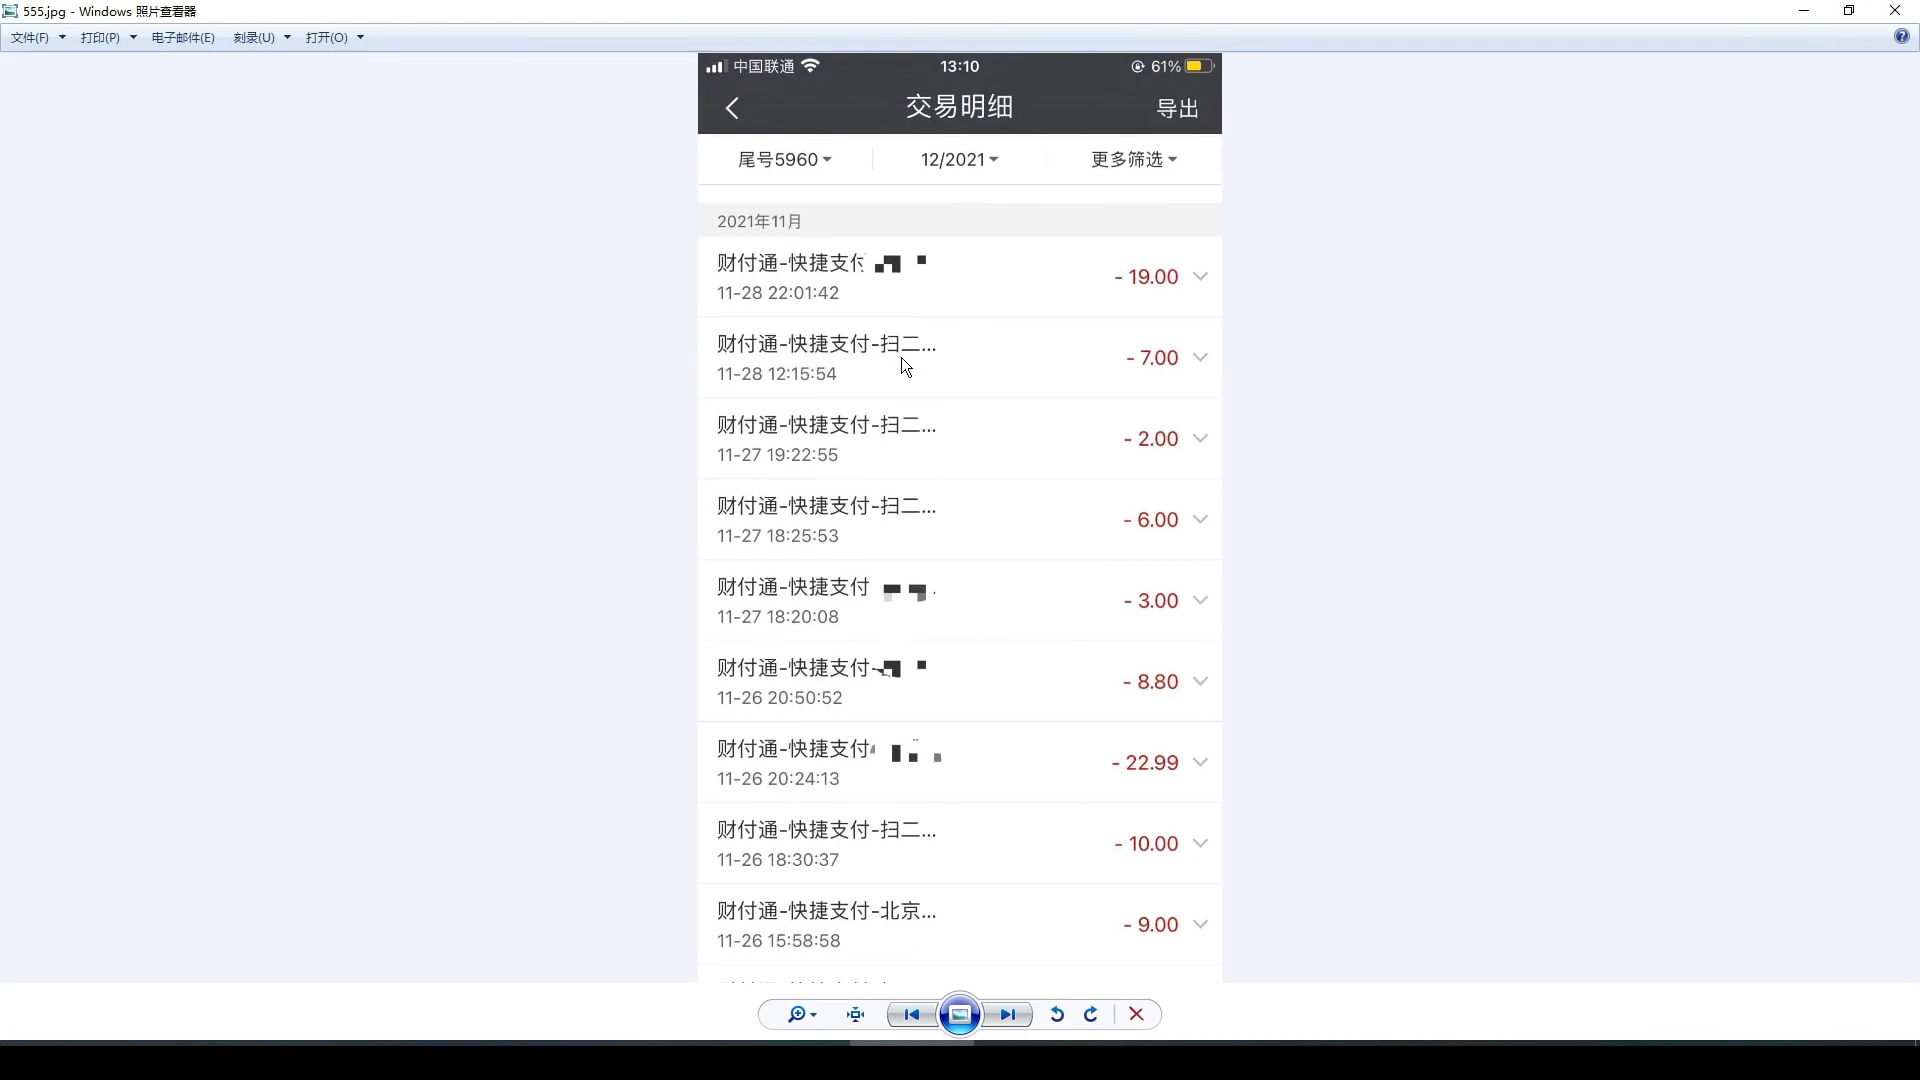 555.jpg - Windows 照片查看器
文件(F) 打印(P) 电子邮件(E) 刻录(U) 打开(O)
中国联通 13:10 61%
交易明细 导出
尾号5960 12/2021 更多筛选
2021年11月
财付通-快捷支付 - 19.00
11-28 22:01:42
财付通-快捷支付-扫二... - 7.00
11-28 12:15:54
财付通-快捷支付-扫二... - 2.00
11-27 19:22:55
财付通-快捷支付-扫二... - 6.00
11-27 18:25:53
财付通-快捷支付 - 3.00
11-27 18:20:08
财付通-快捷支付- - 8.80
11-26 20:50:52
财付通-快捷支付 - 22.99
11-26 20:24:13
财付通-快捷支付-扫二... - 10.00
11-26 18:30:37
财付通-快捷支付-北京... - 9.00
11-26 15:58:58